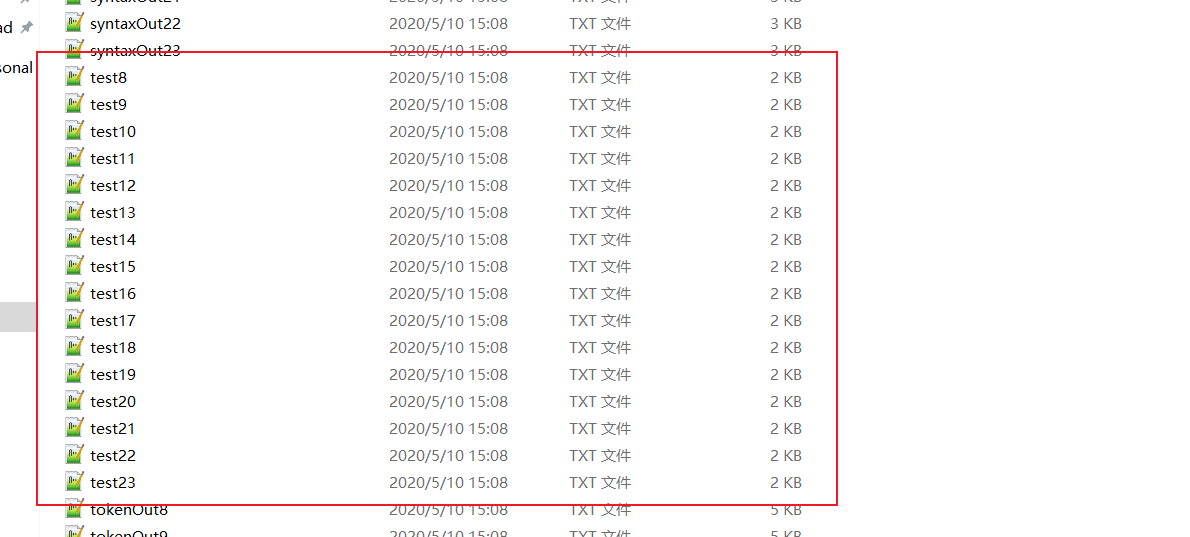 syntaxOut21
syntaxOut22 2020/5/10 15:08 TXT 文件 3 KB
ad
syntaxOut23 2020/5/10 15:08 TXT 文件 3 KB
sonal
test8 2020/5/10 15:08 TXT 文件 2 KB
test9 2020/5/10 15:08 TXT 文件 2 KB
test10 2020/5/10 15:08 TXT 文件 2 KB
test11 2020/5/10 15:08 TXT 文件 2 KB
test12 2020/5/10 15:08 TXT 文件 2 KB
test13 2020/5/10 15:08 TXT 文件 2 KB
test14 2020/5/10 15:08 TXT 文件 2 KB
test15 2020/5/10 15:08 TXT 文件 2 KB
test16 2020/5/10 15:08 TXT 文件 2 KB
test17 2020/5/10 15:08 TXT 文件 2 KB
test18 2020/5/10 15:08 TXT 文件 2 KB
test19 2020/5/10 15:08 TXT 文件 2 KB
test20 2020/5/10 15:08 TXT 文件 2 KB
test21 2020/5/10 15:08 TXT 文件 2 KB
test22 2020/5/10 15:08 TXT 文件 2 KB
test23 2020/5/10 15:08 TXT 文件 2 KB
tokenOut8 2020/5/10 15:08 TXT 文件 5 KB
tokenOut9 2020/5/10 15:08 TXT 文件 5 KB